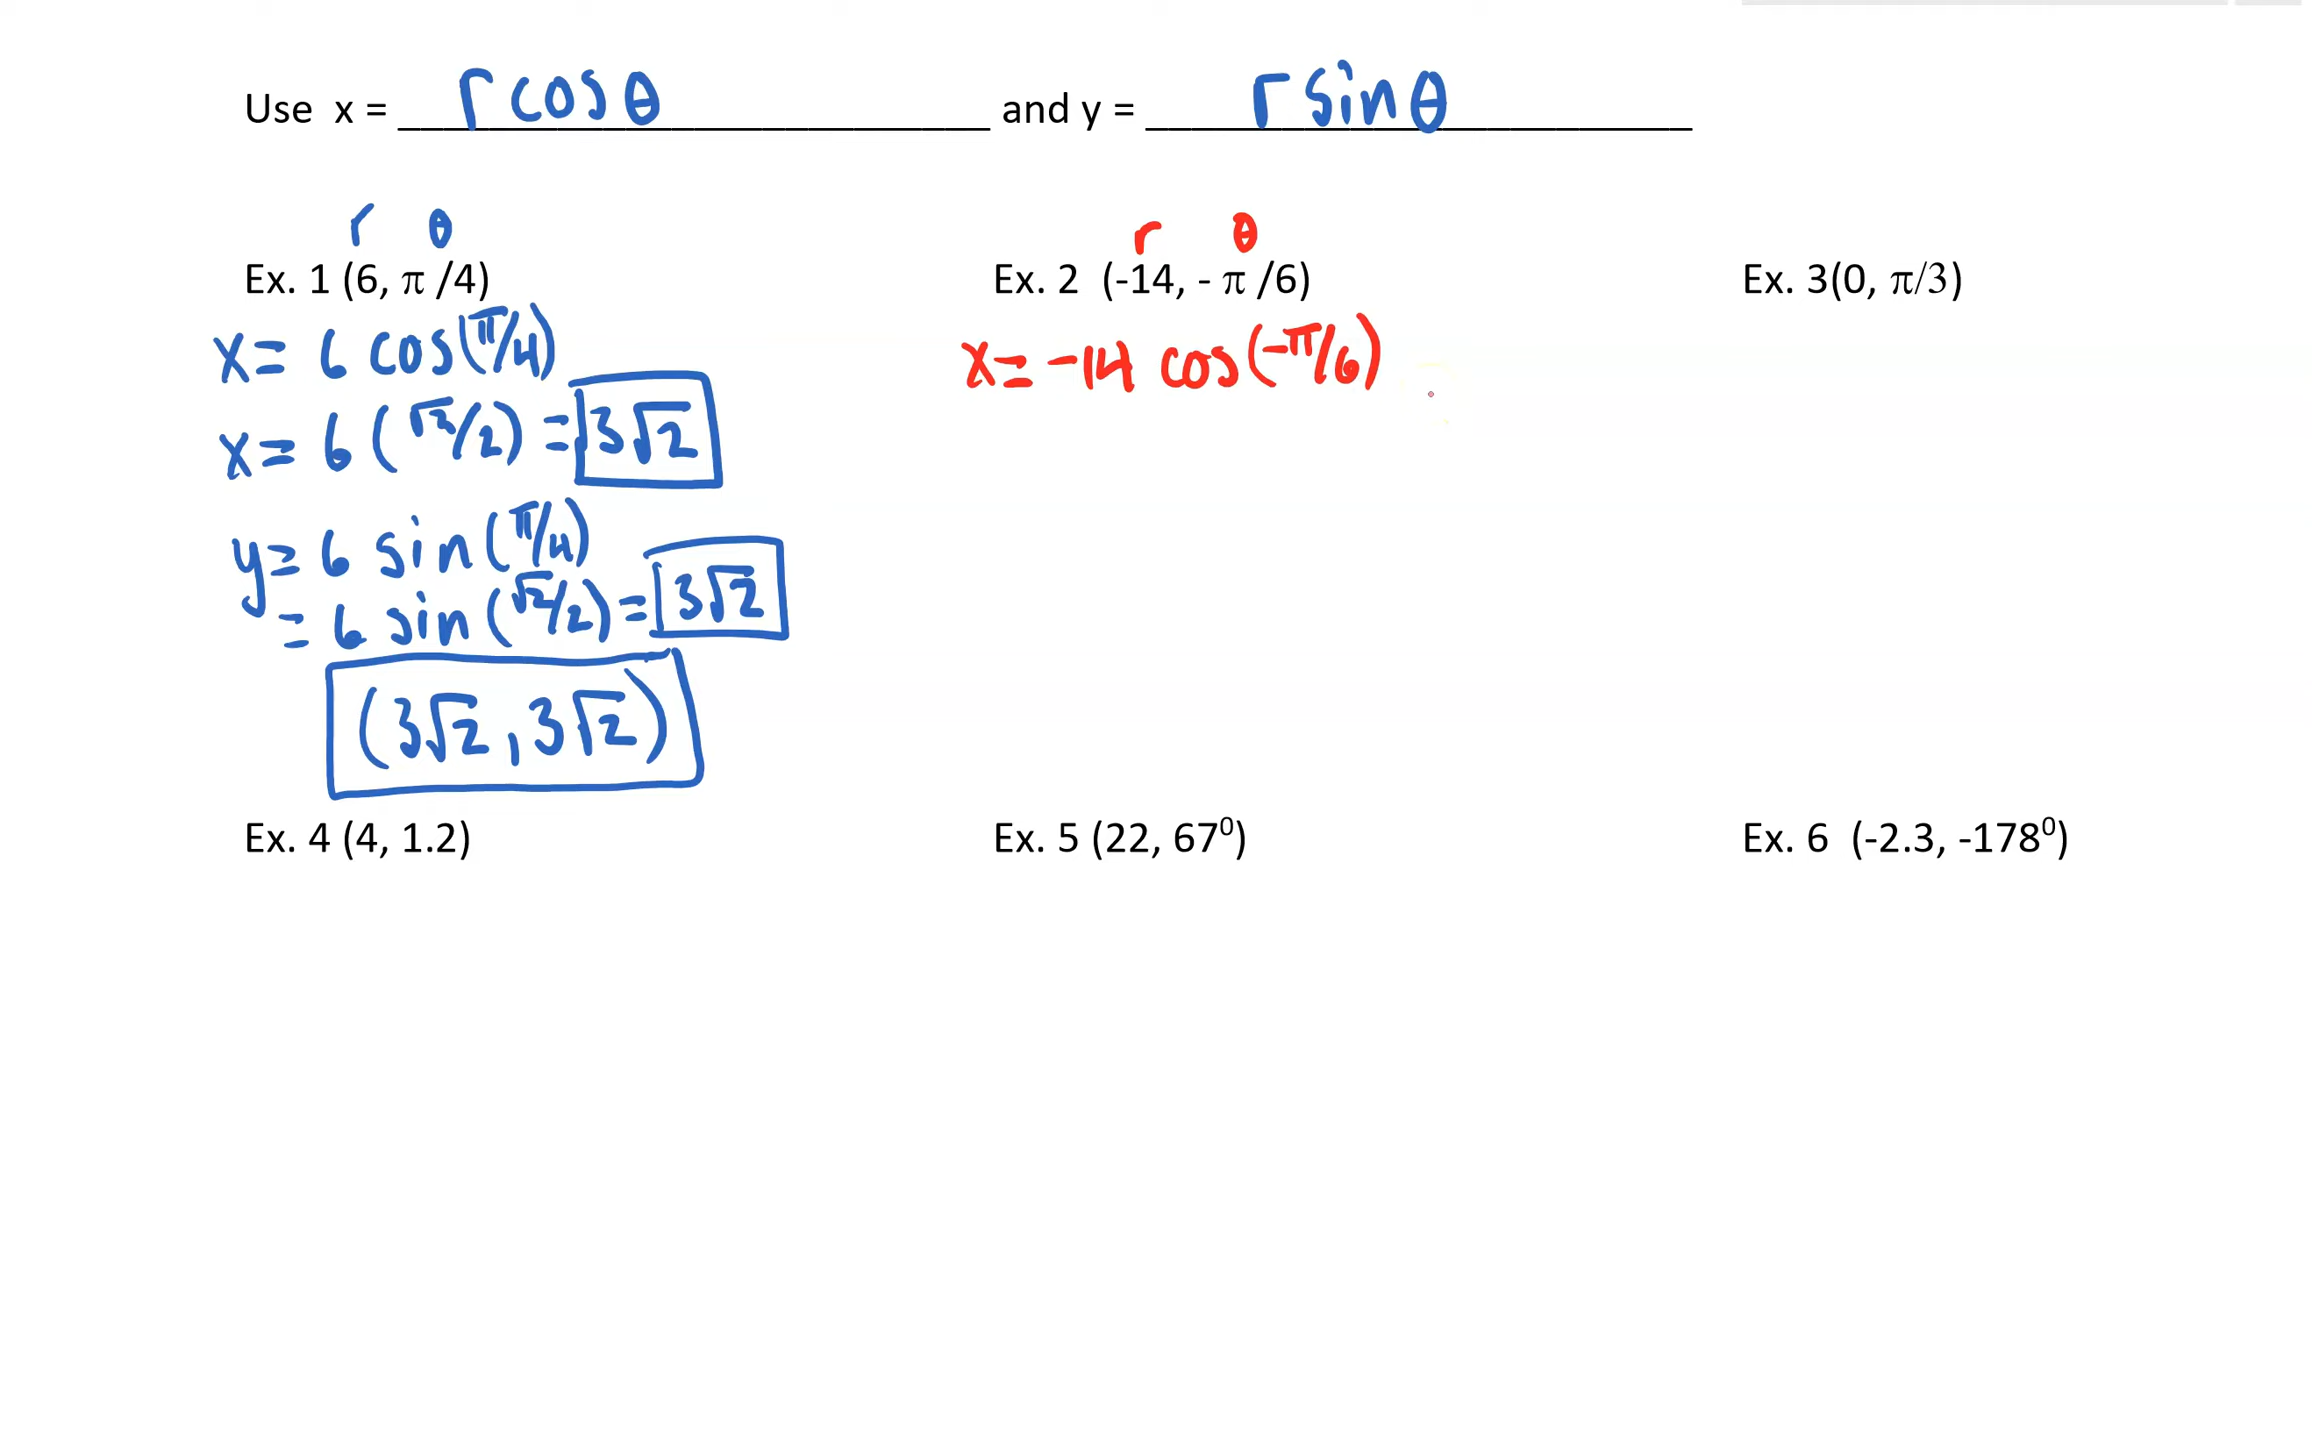 Use x = r cos θ and y = r sin θ
r θ
Ex. 1 (6, π /4)
x = 6 cos(π/4)
x = 6 (√2/2) = 3√2
y = 6 sin (π/4)
= 6 sin (√2/2) = 3√2
(3√2, 3√2)
r θ
Ex. 2 (-14, - π /6)
x = -14 cos(-π/6)
Ex. 3(0, π/3)
Ex. 4 (4, 1.2)
Ex. 5 (22, 67⁰)
Ex. 6 (-2.3, -178⁰)